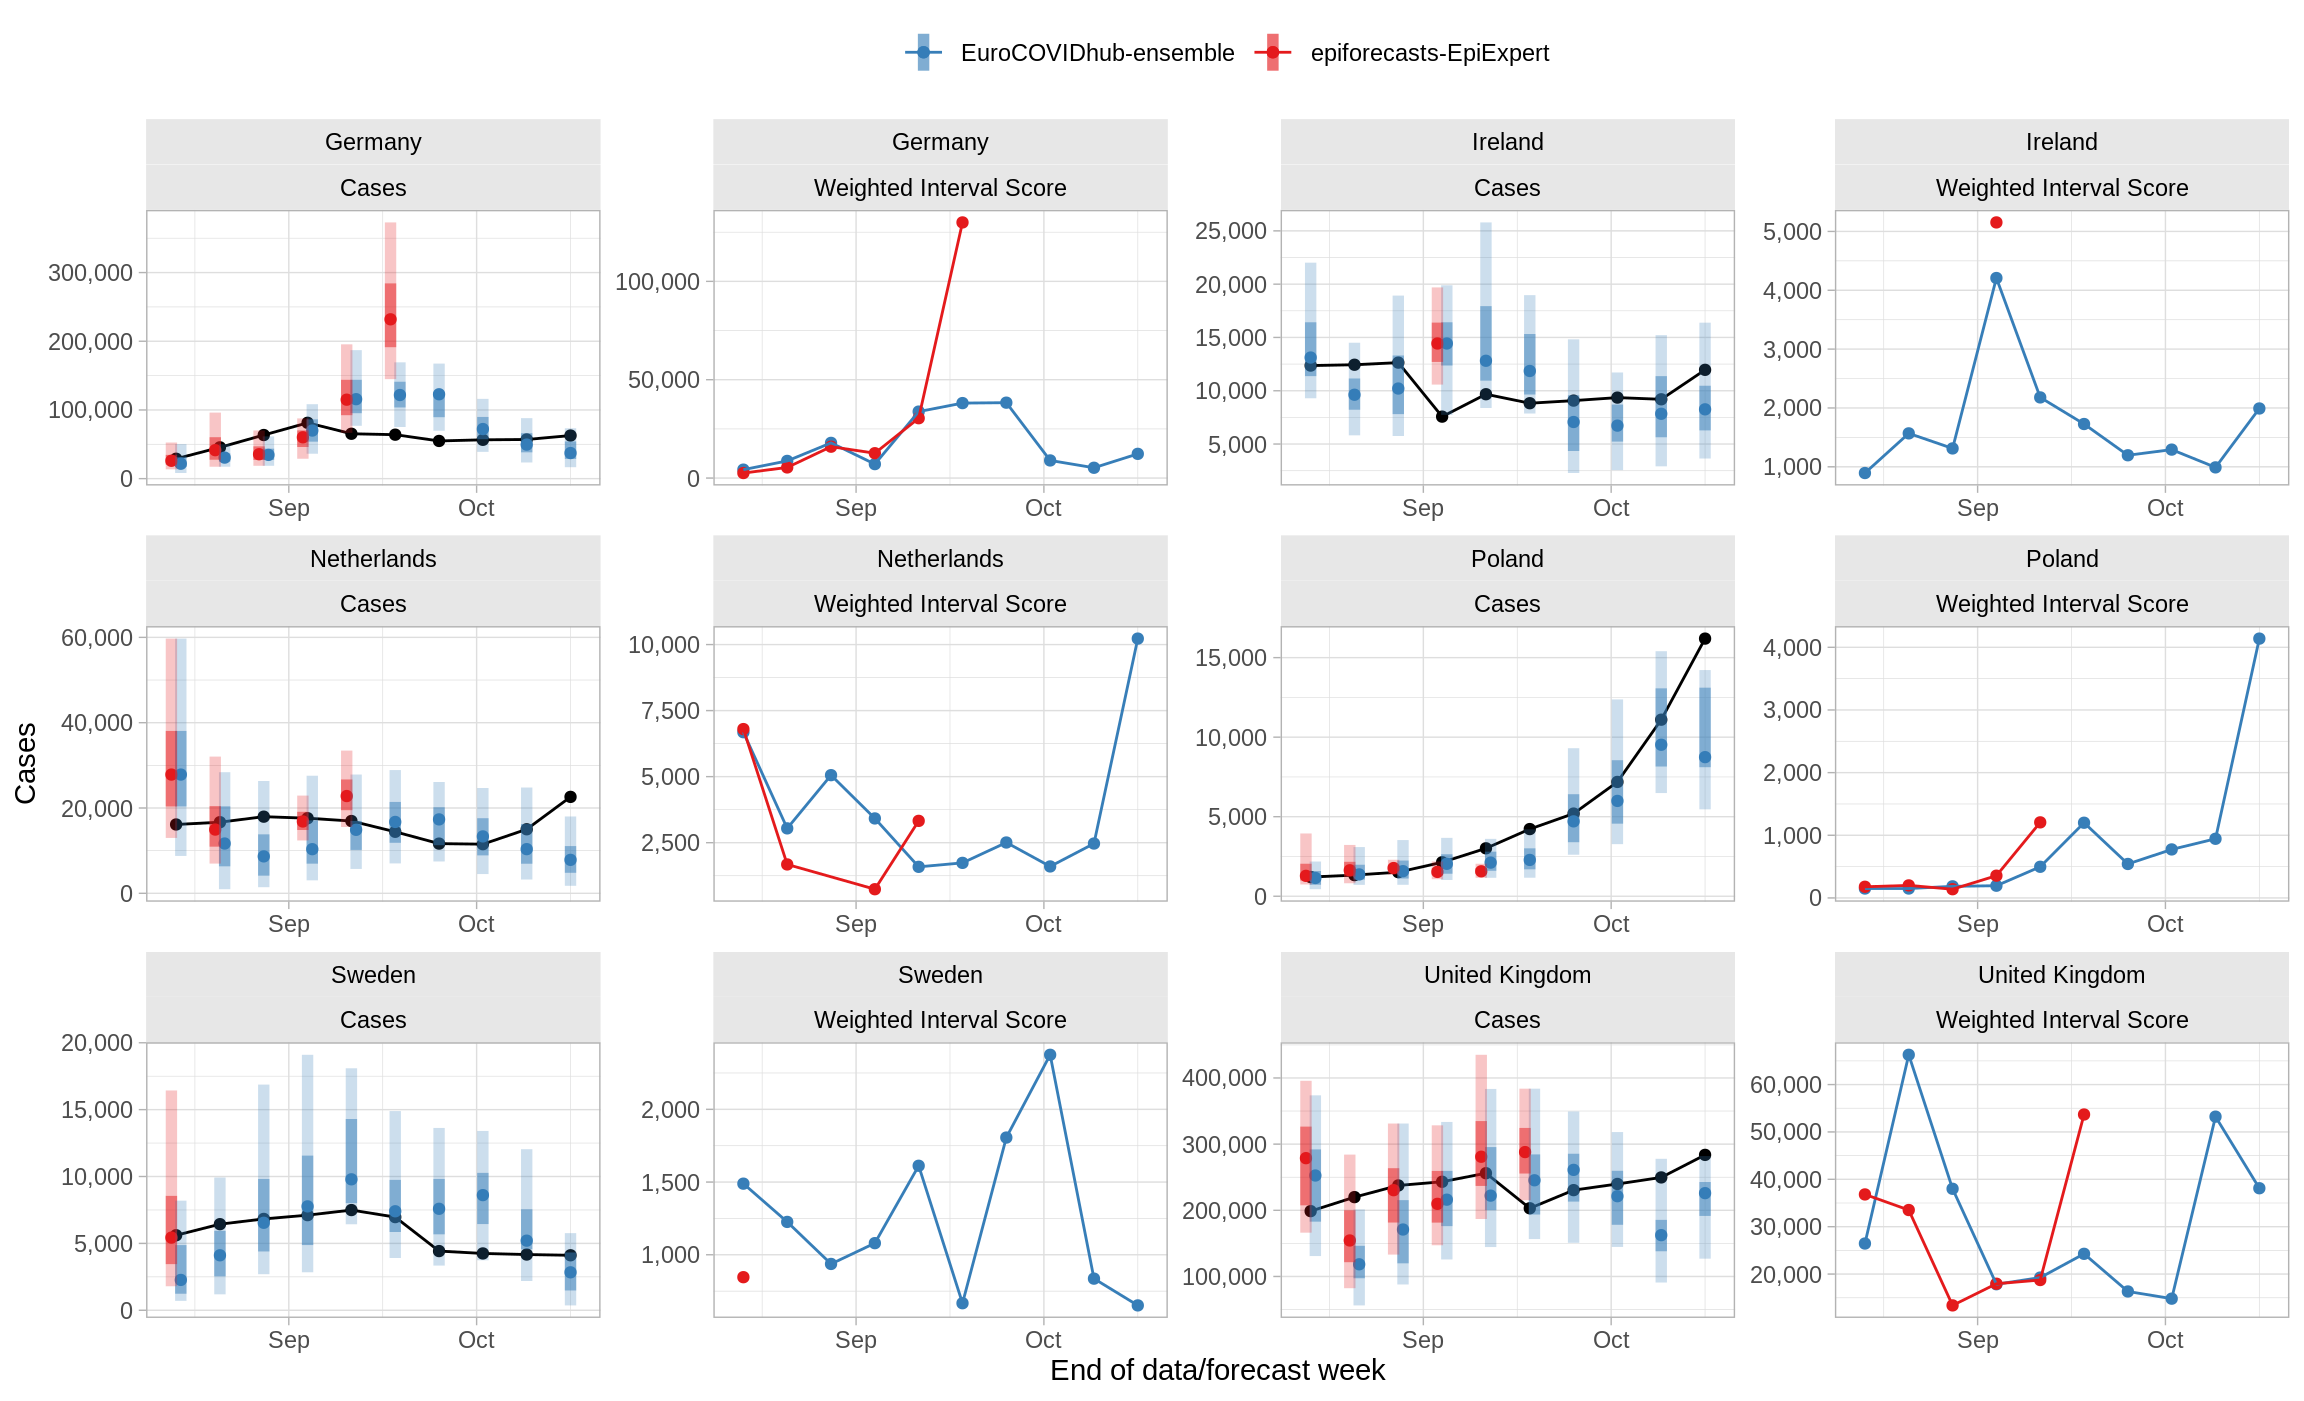 EuroCOVIDhub-ensemble epiforecasts-EpiExpert
Germany Germany Ireland Ireland
Cases Weighted Interval Score Cases Weighted Interval Score
300,000
200,000
100,000
0
Sep Oct
100,000
50,000
0
Sep Oct
25,000
20,000
15,000
10,000
5,000
Sep Oct
5,000
4,000
3,000
2,000
1,000
Sep Oct
Netherlands Netherlands Poland Poland
Cases Weighted Interval Score Cases Weighted Interval Score
60,000
40,000
20,000
0
Sep Oct
10,000
7,500
5,000
2,500
Sep Oct
15,000
10,000
5,000
0
Sep Oct
4,000
3,000
2,000
1,000
0
Sep Oct
Sweden Sweden United Kingdom United Kingdom
Cases Weighted Interval Score Cases Weighted Interval Score
20,000
15,000
10,000
5,000
0
Sep Oct
2,000
1,500
1,000
Sep Oct
400,000
300,000
200,000
100,000
Sep Oct
60,000
50,000
40,000
30,000
20,000
Sep Oct
Cases
End of data/forecast week